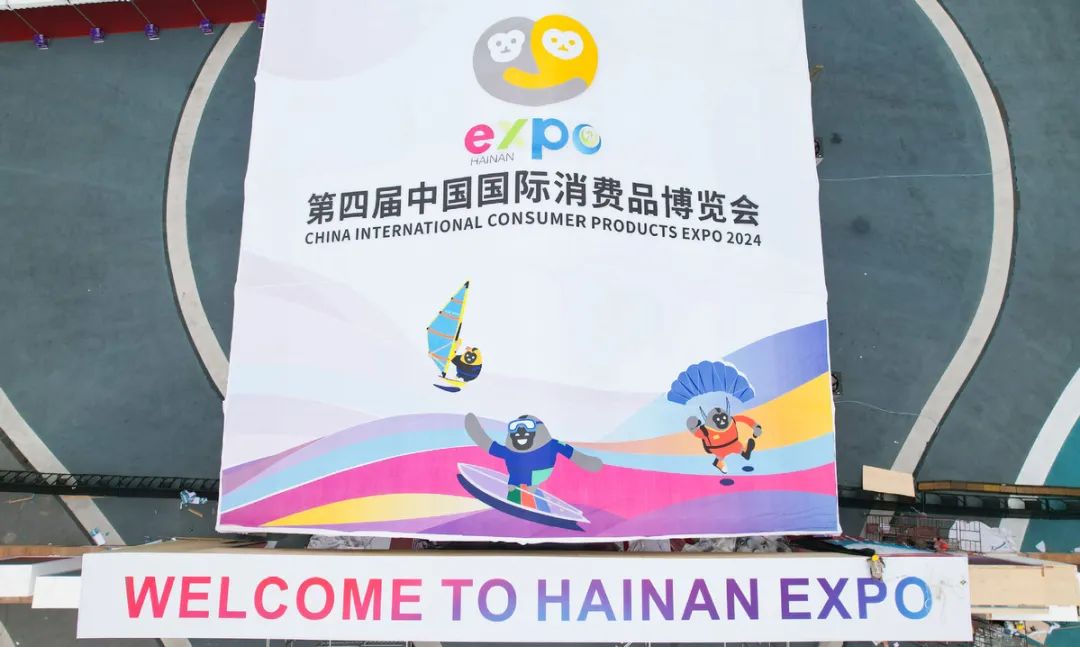 expo
HAINAN
第四届中国国际消费品博览会
CHINA INTERNATIONAL CONSUMER PRODUCTS EXPO 2024
WELCOME TO HAINAN EXPO